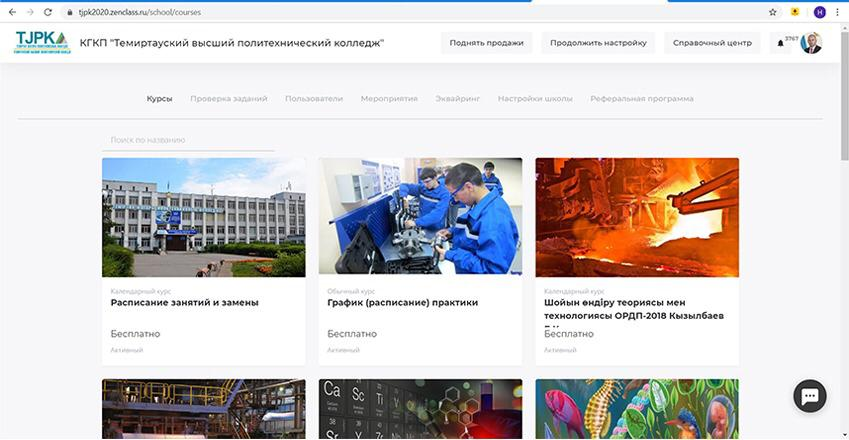 tjpk2020.zenclass.ru/school/courses
H
TJPK
КГКП "Темиртауский высший политехнический колледж"
Поднять продажи
Продолжить настройку
Справочный центр
3767
Курсы
Проверка заданий
Пользователи
Мероприятия
Эквайринг
Настройки школы
Реферальная программа
Поиск по названию
Календарный курс
Расписание занятий и замены
Бесплатно
Активный
Обычный курс
График (расписание) практики
Бесплатно
Активный
Календарный курс
Шойын өндіру теориясы мен
технологиясы ОРДП-2018 Кызылбаев
Бесплатно
Активный
Ca
Sc
Ti